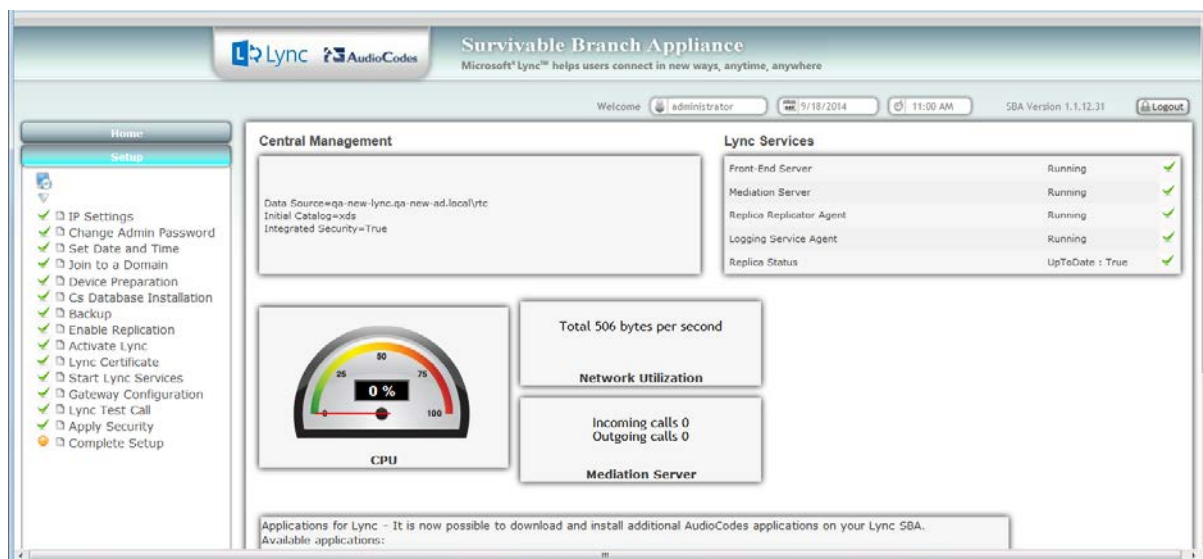 Lync AudioCodes
Survivable Branch Appliance
Microsoft® Lync™ helps users connect in new ways, anytime, anywhere
Welcome administrator 9/18/2014 11:00 AM SBA Version 1.1.12.31 Logout
Home
Setup
IP Settings
Change Admin Password
Set Date and Time
Join to a Domain
Device Preparation
Cs Database Installation
Backup
Enable Replication
Activate Lync
Lync Certificate
Start Lync Services
Gateway Configuration
Lync Test Call
Apply Security
Complete Setup
Central Management
Data Source=qa-new-lync.qa-new-ad.local\rtc
Initial Catalog=xds
Integrated Security=True
Lync Services
Front-End Server Running
Mediation Server Running
Replica Replicator Agent Running
Logging Service Agent Running
Replica Status UpToDate : True
0 25 50 75 100
0 %
CPU
Total 506 bytes per second
Network Utilization
Incoming calls 0
Outgoing calls 0
Mediation Server
Applications for Lync - It is now possible to download and install additional AudioCodes applications on your Lync SBA.
Available applications: